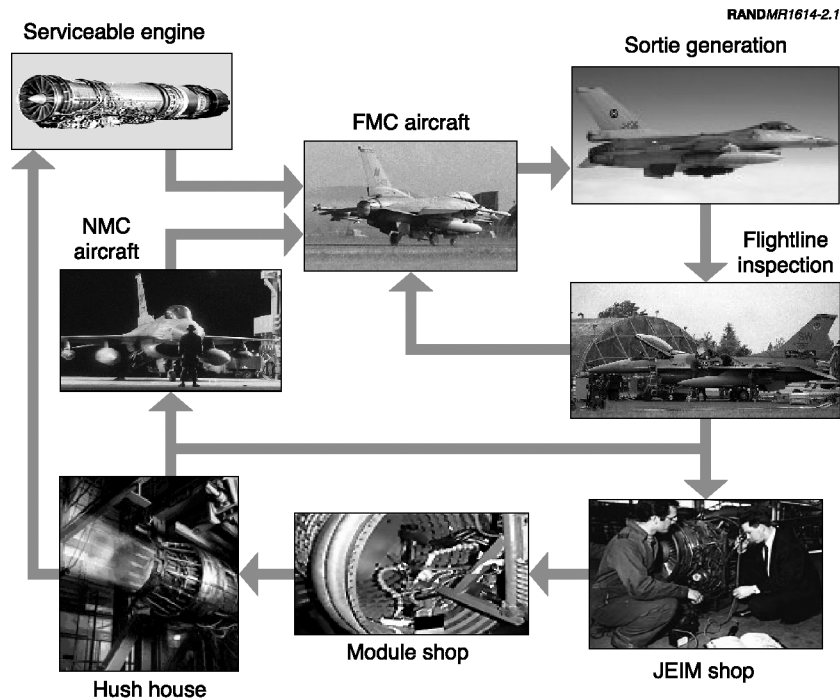 RANDMR1614-2.1
Serviceable engine
Sortie generation
FMC aircraft
NMC
aircraft
Flightline
inspection
Module shop
JEIM shop
Hush house